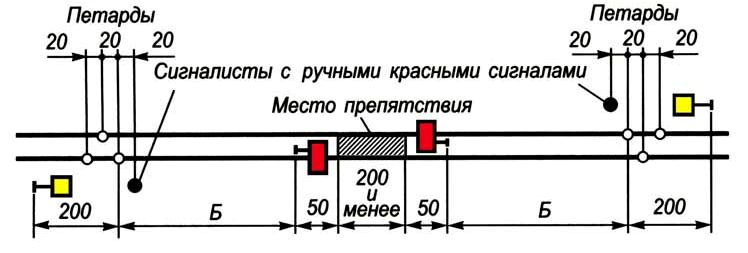 Петарды
Петарды
20 20 20
20 20 20
Сигналисты с ручными красными сигналами
Место препятствия
200
Б
50
200
и
менее
50
Б
200